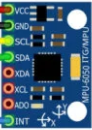 VCC
GND
SCL
SDA
XDA
XCL
ADO
INT
MPU-6050
ITG/MPU
X
Y